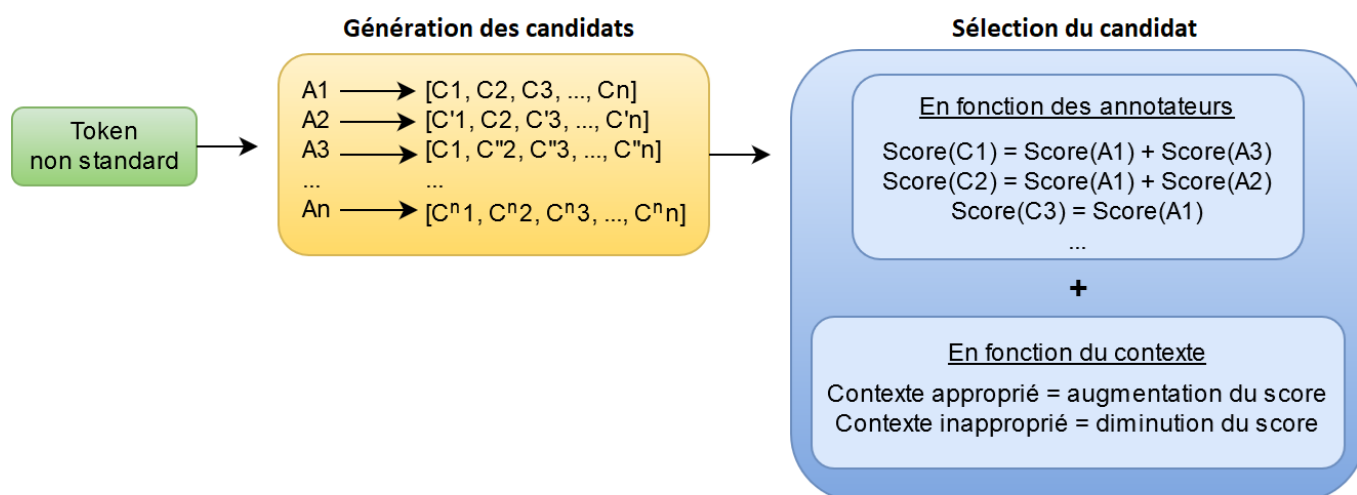 Génération des candidats
Sélection du candidat
Token
non standard
A1 [C1, C2, C3, ..., Cn]
A2 [C'1, C2, C'3, ..., C'n]
A3 [C1, C"2, C"3, ..., C"n]
... ...
An [Cⁿ1, Cⁿ2, Cⁿ3, ..., Cⁿn]
En fonction des annotateurs
Score(C1) = Score(A1) + Score(A3)
Score(C2) = Score(A1) + Score(A2)
Score(C3) = Score(A1)
...
+
En fonction du contexte
Contexte approprié = augmentation du score
Contexte inapproprié = diminution du score